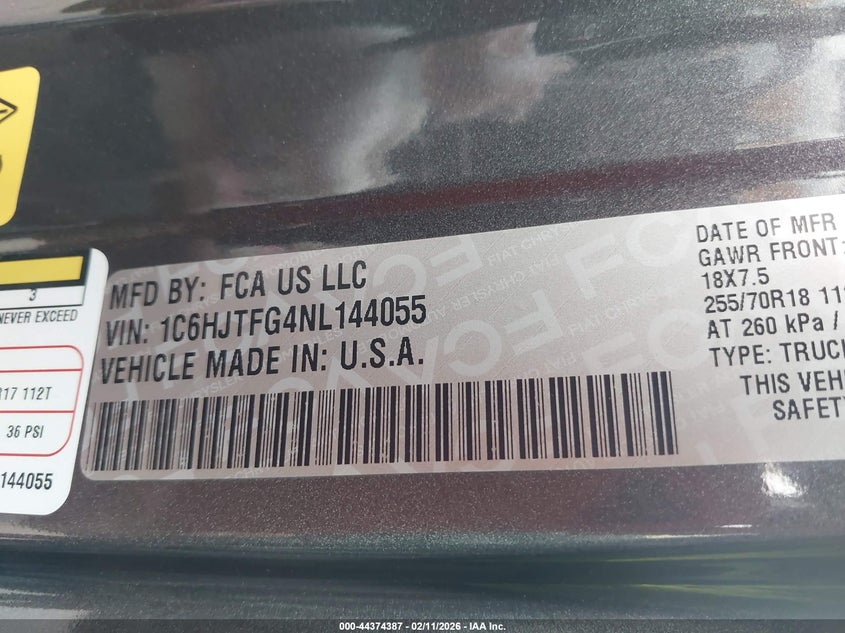 3
NEVER EXCEED
R17 112T
36 PSI
144055
MFD BY: FCA US LLC
VIN: 1C6HJTFG4NL144055
VEHICLE MADE IN: U.S.A.
DATE OF MFR
GAWR FRONT:
18X7.5
255/70R18 11
AT 260 kPa /
TYPE: TRUC
THIS VEH
SAFETY
000-44374387 - 02/11/2026 - IAA Inc.